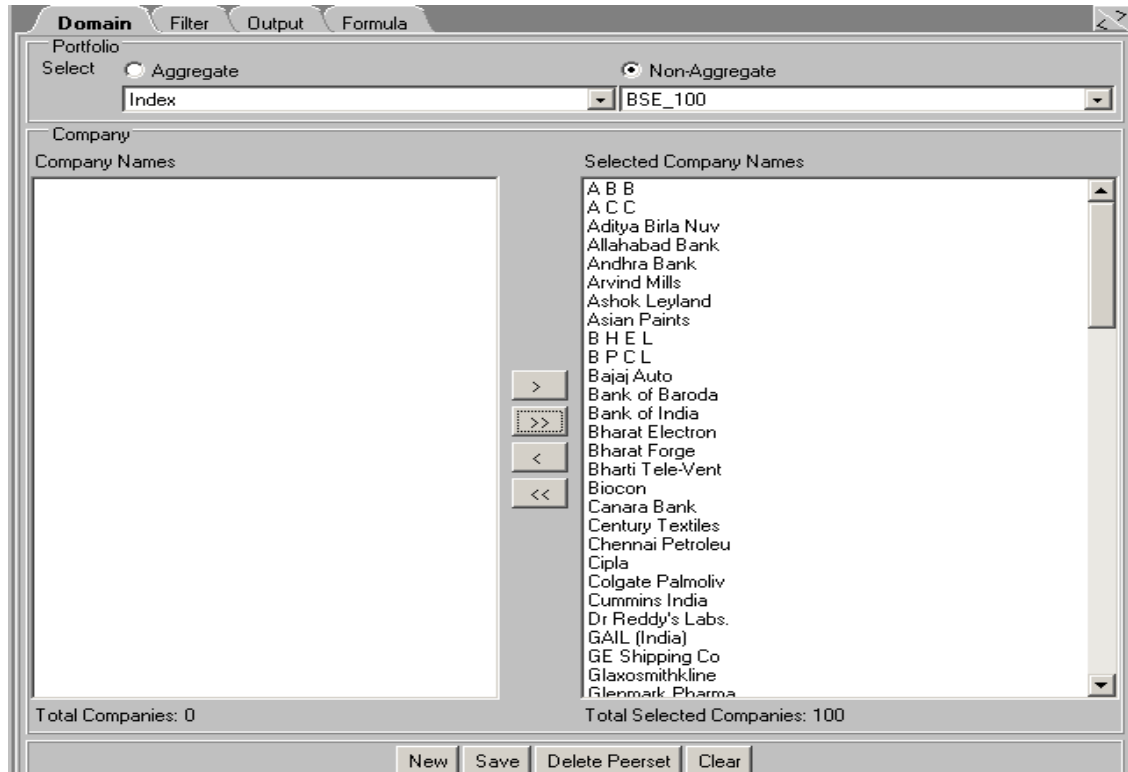 Domain Filter Output Formula
Portfolio
Select Aggregate Non-Aggregate
Index BSE_100
Company
Company Names Selected Company Names
A B B
A C C
Aditya Birla Nuv
Allahabad Bank
Andhra Bank
Arvind Mills
Ashok Leyland
Asian Paints
B H E L
B P C L
Bajaj Auto
Bank of Baroda
Bank of India
Bharat Electron
Bharat Forge
Bharti Tele-Vent
Biocon
Canara Bank
Century Textiles
Chennai Petroleu
Cipla
Colgate Palmoliv
Cummins India
Dr Reddy's Labs.
GAIL (India)
GE Shipping Co
Glaxosmithkline
Glenmark Pharma
>
>>
<
<<
Total Companies: 0 Total Selected Companies: 100
New Save Delete Peerset Clear